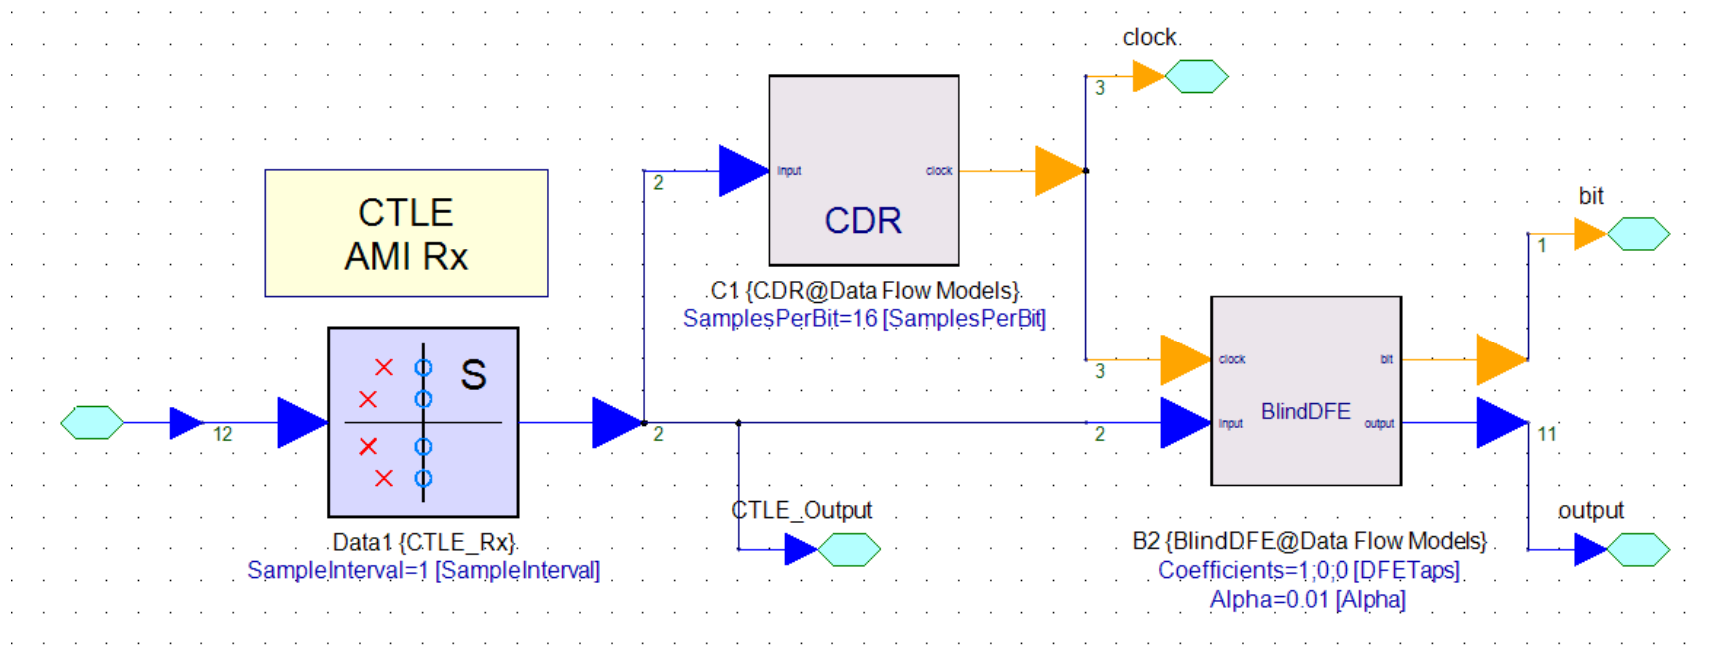 clock
3
bit
1
CTLE
AMI Rx
2
input
clock
CDR
C1 {CDR@Data Flow Models}
SamplesPerBit=16 [SamplesPerBit]
S
12
2
3
2
clock
bit
BlindDFE
input
output
11
CTLE_Output
output
Data1 {CTLE_Rx}
SampleInterval=1 [SampleInterval]
B2 {BlindDFE@Data Flow Models}
Coefficients=1;0;0 [DFETaps]
Alpha=0.01 [Alpha]